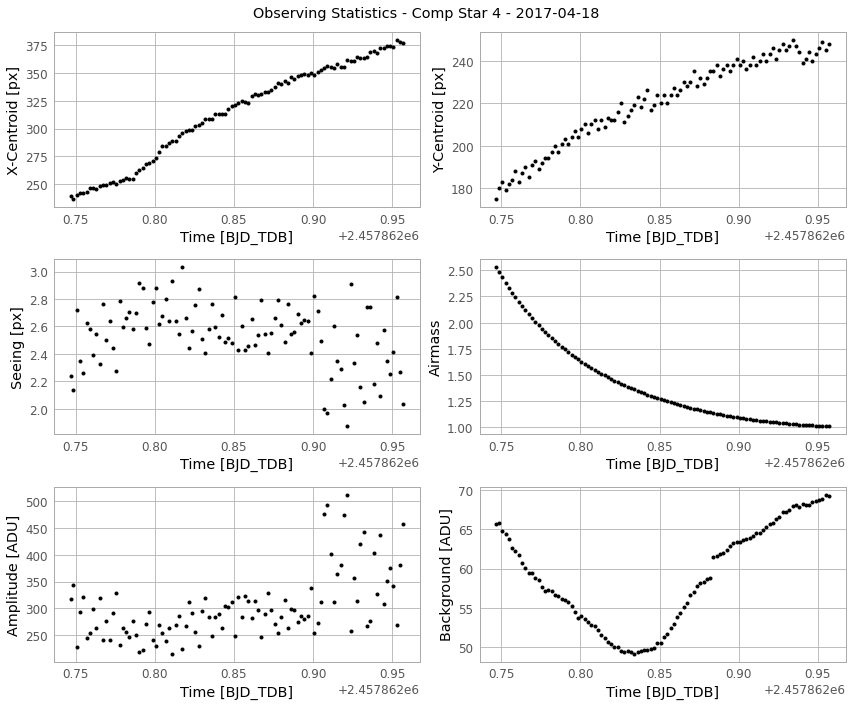 Observing Statistics - Comp Star 4 - 2017-04-18
X-Centroid [px]
375
350
325
300
275
250
0.75 0.80 0.85 0.90 0.95
+2.457862e6
Time [BJD_TDB]
Y-Centroid [px]
240
220
200
180
0.75 0.80 0.85 0.90 0.95
+2.457862e6
Time [BJD_TDB]
Seeing [px]
3.0
2.8
2.6
2.4
2.2
2.0
0.75 0.80 0.85 0.90 0.95
+2.457862e6
Time [BJD_TDB]
Airmass
2.50
2.25
2.00
1.75
1.50
1.25
1.00
0.75 0.80 0.85 0.90 0.95
+2.457862e6
Time [BJD_TDB]
Amplitude [ADU]
500
450
400
350
300
250
0.75 0.80 0.85 0.90 0.95
+2.457862e6
Time [BJD_TDB]
Background [ADU]
70
65
60
55
50
0.75 0.80 0.85 0.90 0.95
+2.457862e6
Time [BJD_TDB]